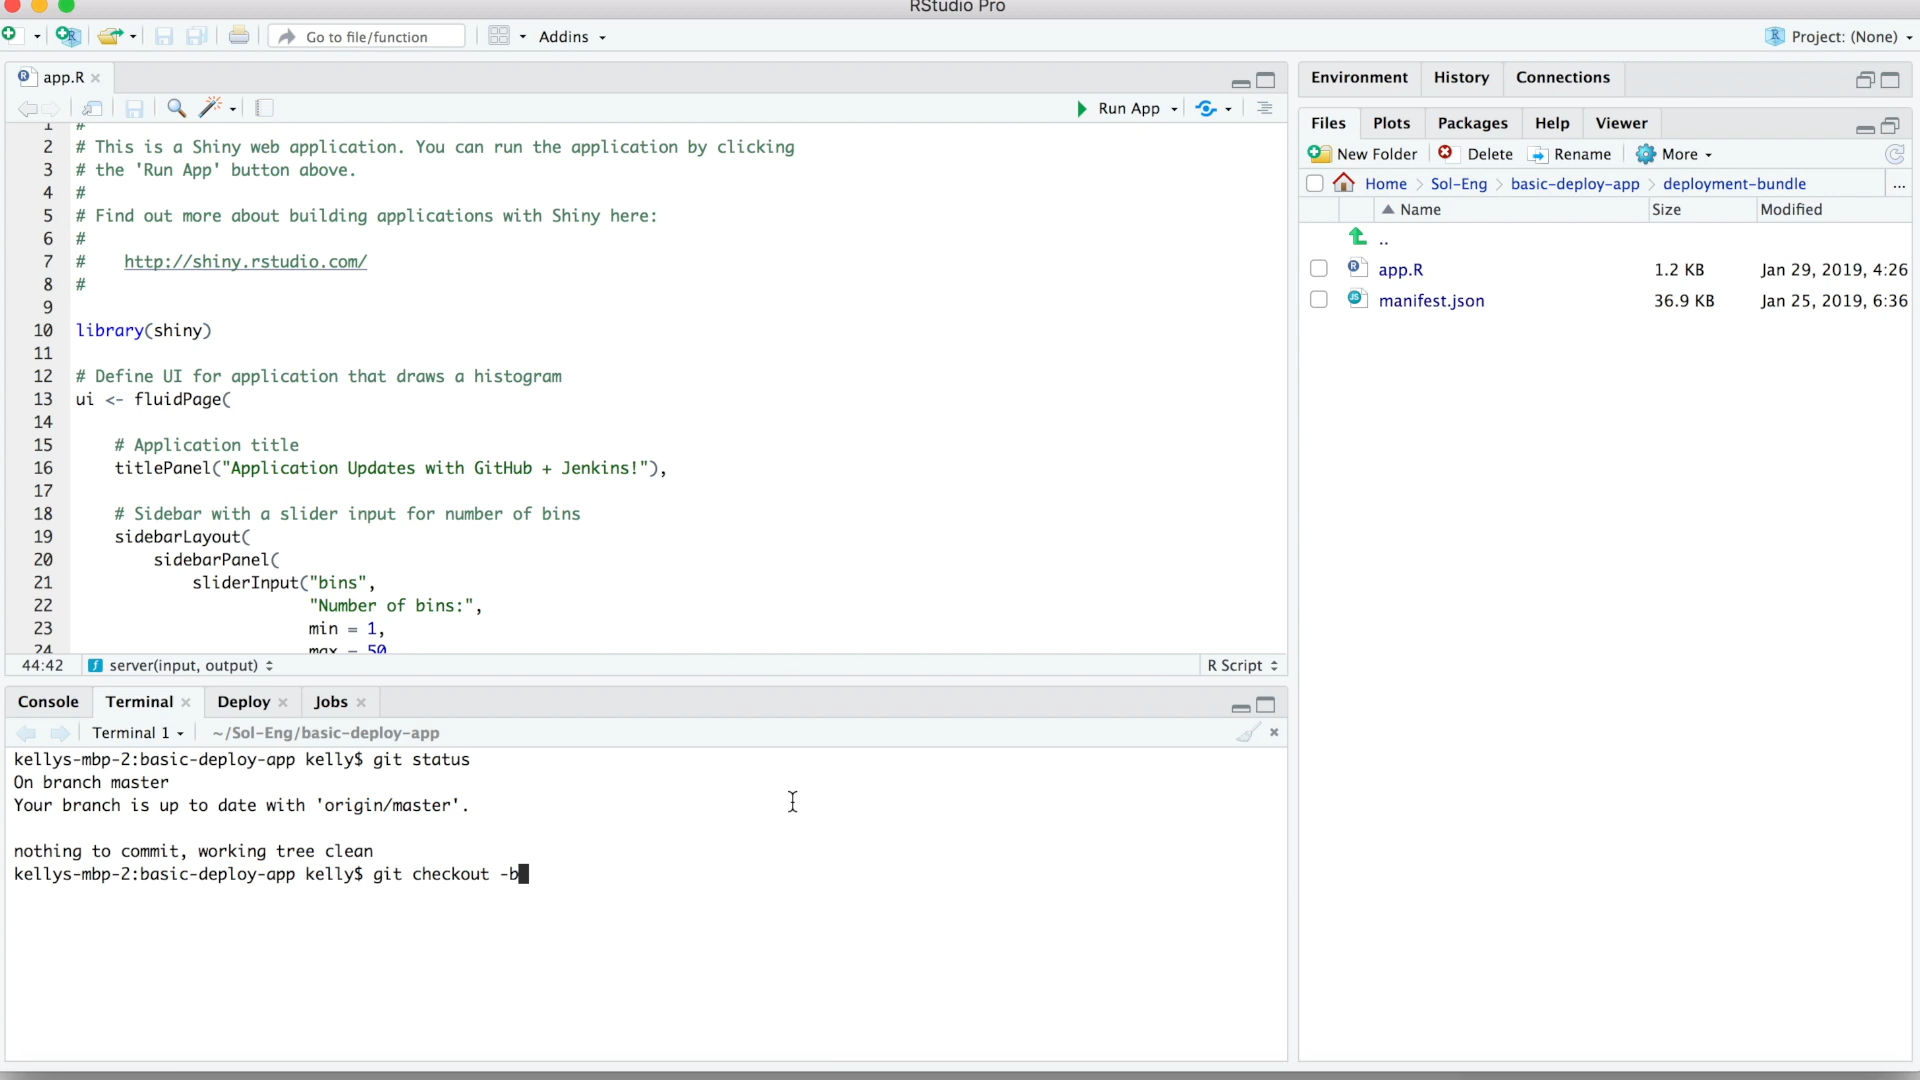 RStudio Pro
Go to file/function
Addins
Project: (None)
app.R
Run App
1 #
2 # This is a Shiny web application. You can run the application by clicking
3 # the 'Run App' button above.
4 #
5 # Find out more about building applications with Shiny here:
6 #
7 #    http://shiny.rstudio.com/
8 #
9
10 library(shiny)
11
12 # Define UI for application that draws a histogram
13 ui <- fluidPage(
14
15     # Application title
16     titlePanel("Application Updates with GitHub + Jenkins!"),
17
18     # Sidebar with a slider input for number of bins
19     sidebarLayout(
20         sidebarPanel(
21             sliderInput("bins",
22                         "Number of bins:",
23                         min = 1,
24                         max = 50
44:42 server(input, output) R Script
Console Terminal Deploy Jobs
Terminal 1 ~/Sol-Eng/basic-deploy-app
kellys-mbp-2:basic-deploy-app kelly$ git status
On branch master
Your branch is up to date with 'origin/master'.
nothing to commit, working tree clean
kellys-mbp-2:basic-deploy-app kelly$ git checkout -b
Environment History Connections
Files Plots Packages Help Viewer
New Folder Delete Rename More
Home Sol-Eng basic-deploy-app deployment-bundle ...
Name Size Modified
..
app.R 1.2 KB Jan 29, 2019, 4:26
manifest.json 36.9 KB Jan 25, 2019, 6:36